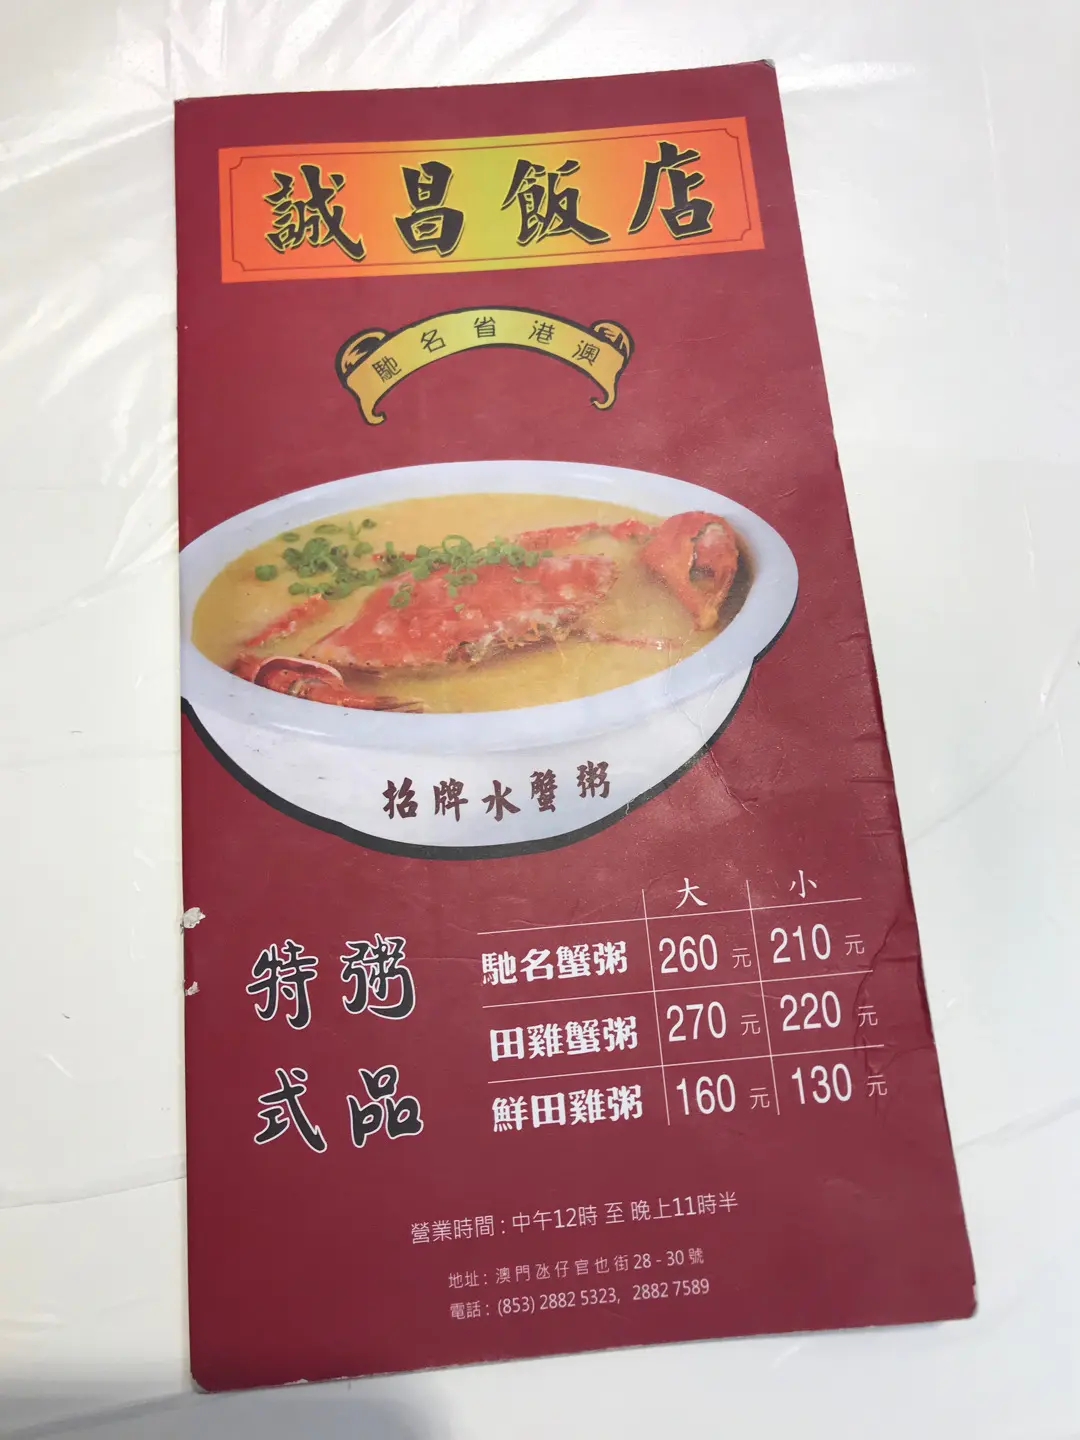 誠昌飯店
馳名省港澳
招牌水蟹粥
特式粥品
大 小
馳名蟹粥 260元 210元
田雞蟹粥 270元 220元
鮮田雞粥 160元 130元
營業時間 : 中午12時 至 晚上11時半
地址 : 澳門氹仔官也街 28 - 30 號
電話 : (853) 2882 5323, 2882 7589